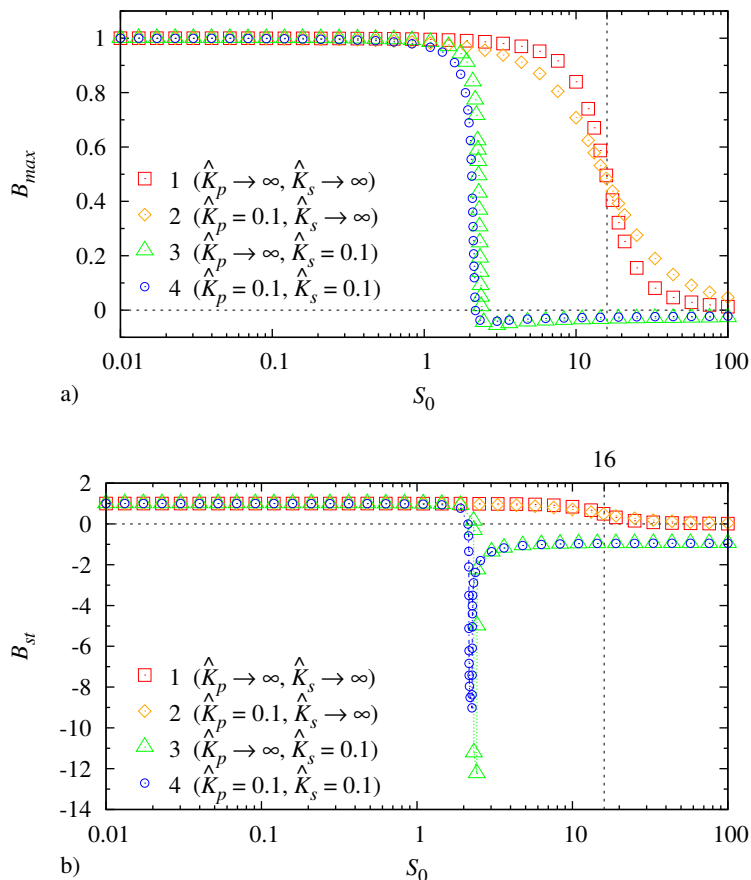 1
0.8
0.6
0.4
0.2
0
B_max
1 (K̂_p → ∞, K̂_s → ∞)
2 (K̂_p = 0.1, K̂_s → ∞)
3 (K̂_p → ∞, K̂_s = 0.1)
4 (K̂_p = 0.1, K̂_s = 0.1)
0.01 0.1 1 10 100
a) S_0
16
2
0
-2
-4
-6
-8
-10
-12
-14
B_st
1 (K̂_p → ∞, K̂_s → ∞)
2 (K̂_p = 0.1, K̂_s → ∞)
3 (K̂_p → ∞, K̂_s = 0.1)
4 (K̂_p = 0.1, K̂_s = 0.1)
0.01 0.1 1 10 100
b) S_0